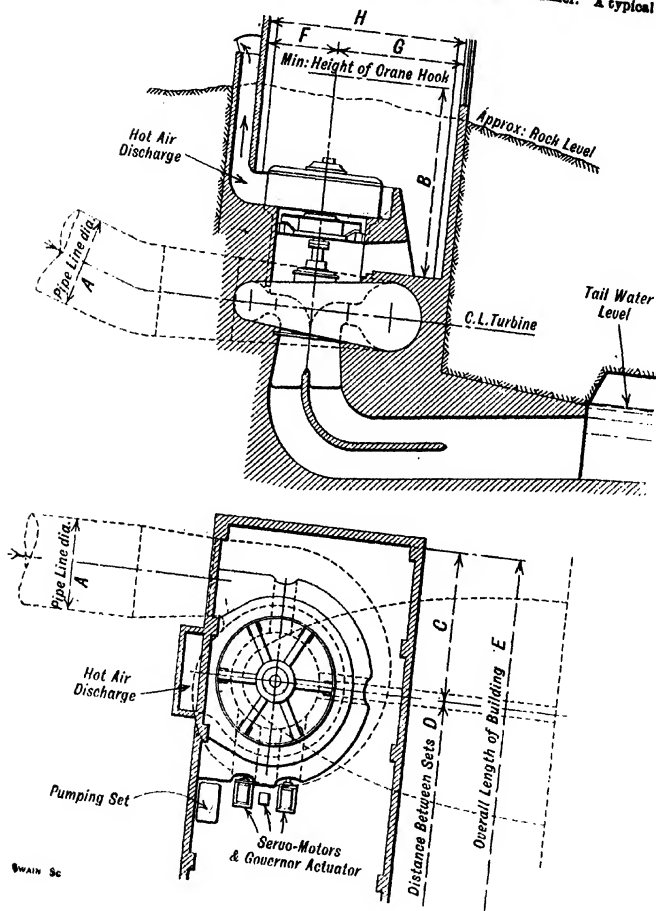 A typical
H
F
G
Min: Height of Crane Hook
Approx: Rock Level
Hot Air
Discharge
B
Pipe Line dia.
A
Tail Water
Level
C.L.Turbine
Pipe Line dia.
A
C
Hot Air
Discharge
Distance Between Sets D
Overall Length of Building E
Pumping Set
Servo-Motors
& Governor Actuator
SWAIN Sc